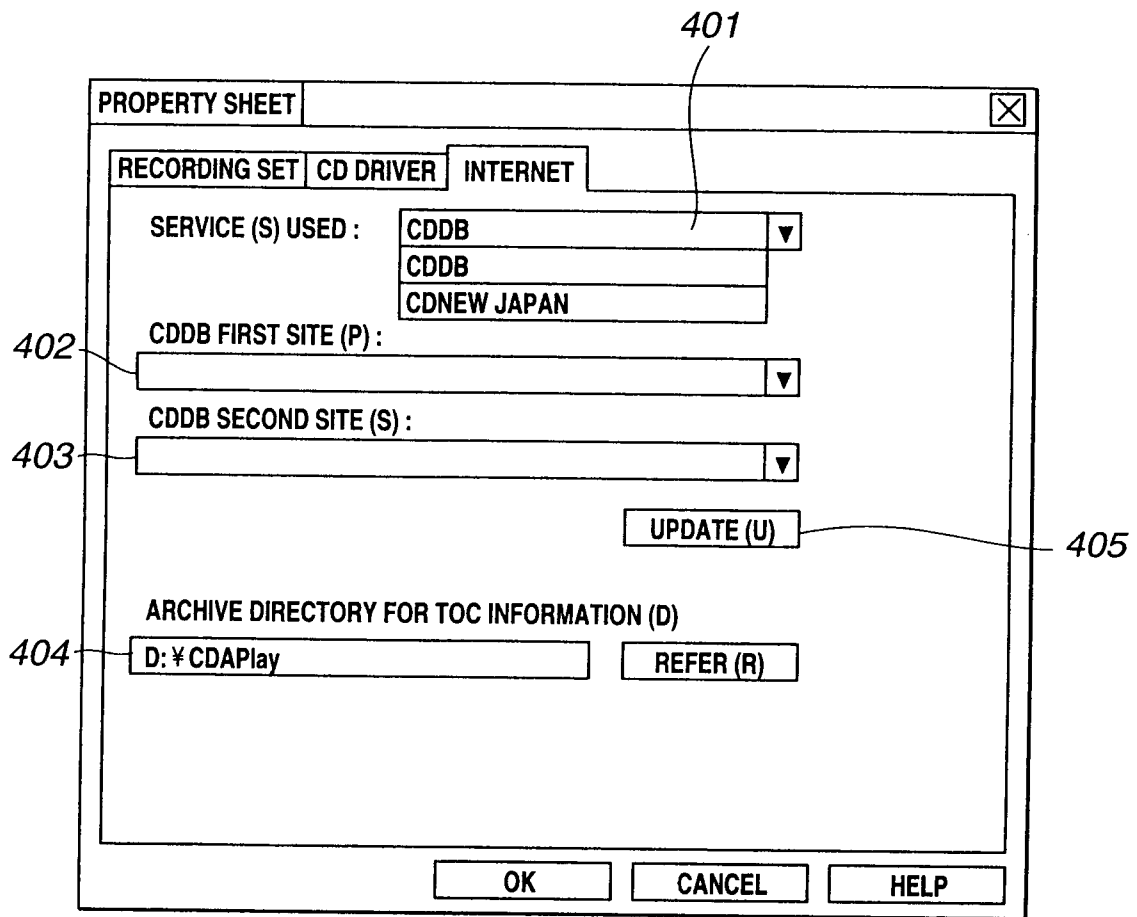 401
PROPERTY SHEET
RECORDING SET CD DRIVER INTERNET
SERVICE (S) USED : CDDB
CDDB
CDNEW JAPAN
CDDB FIRST SITE (P) :
402
CDDB SECOND SITE (S) :
403
UPDATE (U)
405
ARCHIVE DIRECTORY FOR TOC INFORMATION (D)
404 D:¥CDAPlay REFER (R)
OK CANCEL HELP